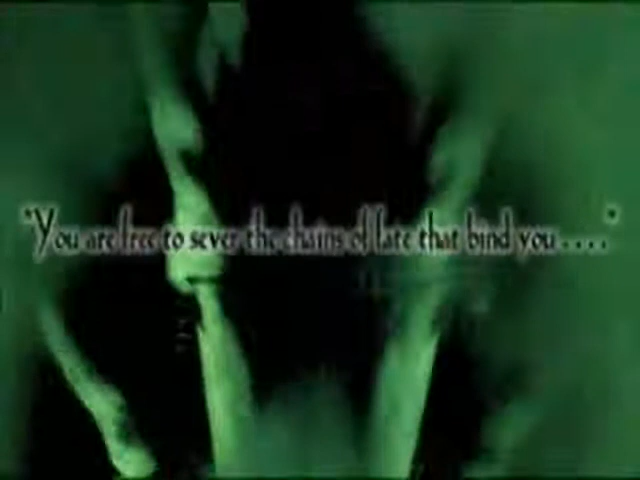 "You are free to sever the chains of fate that bind you . . . ."